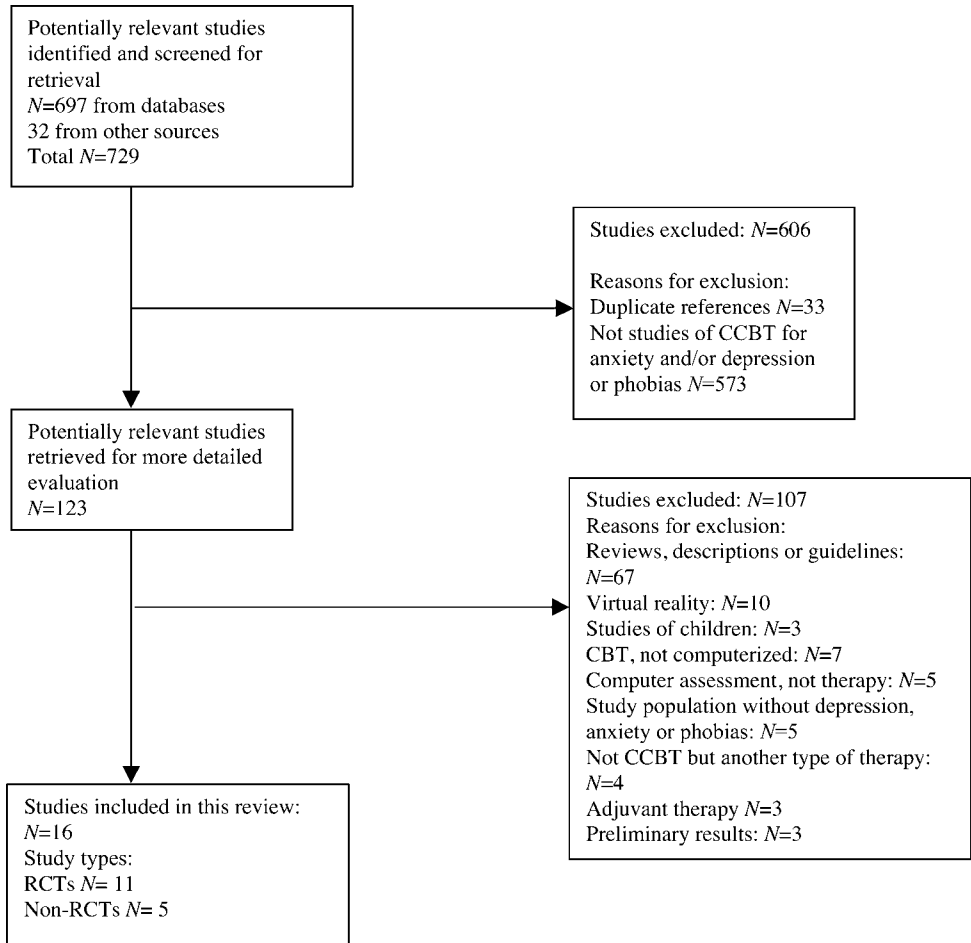 Potentially relevant studies
identified and screened for
retrieval
N=697 from databases
32 from other sources
Total N=729
Studies excluded: N=606
Reasons for exclusion:
Duplicate references N=33
Not studies of CCBT for
anxiety and/or depression
or phobias N=573
Potentially relevant studies
retrieved for more detailed
evaluation
N=123
Studies excluded: N=107
Reasons for exclusion:
Reviews, descriptions or guidelines:
N=67
Virtual reality: N=10
Studies of children: N=3
CBT, not computerized: N=7
Computer assessment, not therapy: N=5
Study population without depression,
anxiety or phobias: N=5
Not CCBT but another type of therapy:
N=4
Adjuvant therapy N=3
Preliminary results: N=3
Studies included in this review:
N=16
Study types:
RCTs N= 11
Non-RCTs N= 5